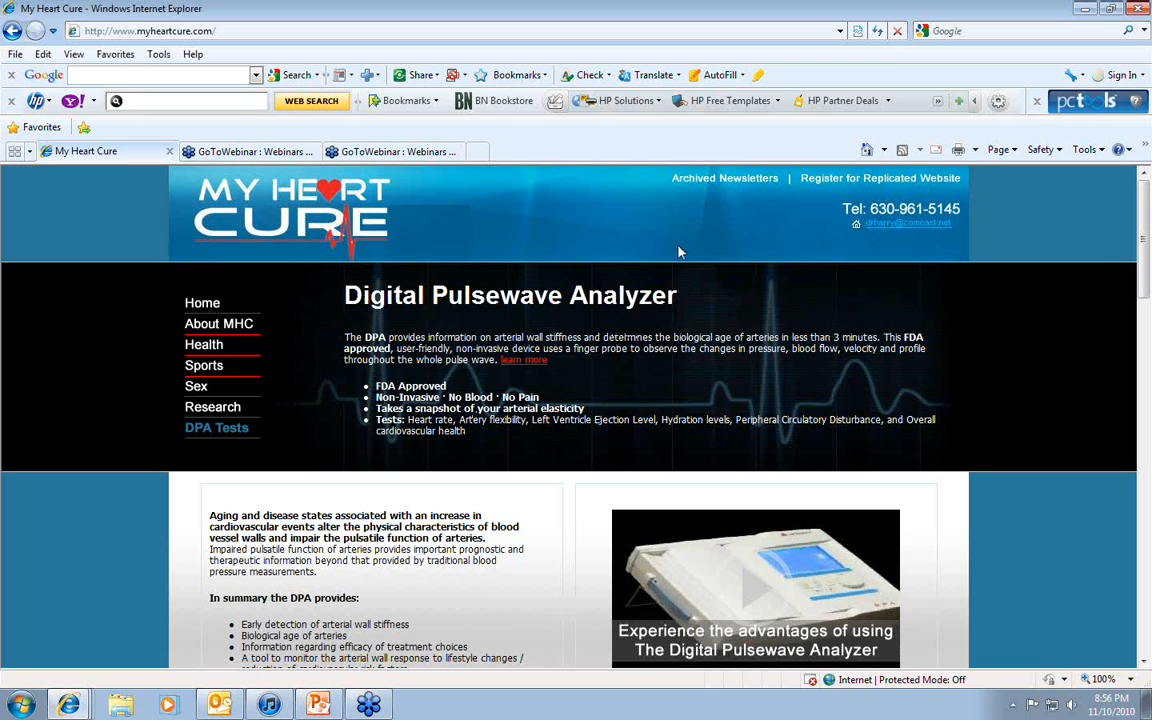 My Heart Cure - Windows Internet Explorer
http://www.myheartcure.com/
Google
File Edit View Favorites Tools Help
x Google Search Share Bookmarks Check Translate AutoFill Sign In
x hp Y! WEB SEARCH Bookmarks BN BN Bookstore HP Solutions HP Free Templates HP Partner Deals » x pctools ?
Favorites
My Heart Cure x GoToWebinar : Webinars ... GoToWebinar : Webinars ... Page Safety Tools »
Archived Newsletters | Register for Replicated Website
MY HEART
CURE
Tel: 630-961-5145
drharry@comcast.net
Digital Pulsewave Analyzer
Home
About MHC
Health
Sports
Sex
Research
DPA Tests
The DPA provides information on arterial wall stiffness and determines the biological age of arteries in less than 3 minutes. This FDA
approved, user-friendly, non-invasive device uses a finger probe to observe the changes in pressure, blood flow, velocity and profile
throughout the whole pulse wave. learn more
• FDA Approved
• Non-Invasive · No Blood · No Pain
• Takes a snapshot of your arterial elasticity
• Tests: Heart rate, Artery flexibility, Left Ventricle Ejection Level, Hydration levels, Peripheral Circulatory Disturbance, and Overall
cardiovascular health
Aging and disease states associated with an increase in
cardiovascular events alter the physical characteristics of blood
vessel walls and impair the pulsatile function of arteries.
Impaired pulsatile function of arteries provides important prognostic and
therapeutic information beyond that provided by traditional blood
pressure measurements.
In summary the DPA provides:
• Early detection of arterial wall stiffness
• Biological age of arteries
• Information regarding efficacy of treatment choices
• A tool to monitor the arterial wall response to lifestyle changes /
Experience the advantages of using
The Digital Pulsewave Analyzer
Internet | Protected Mode: Off
100%
8:56 PM
11/10/2010